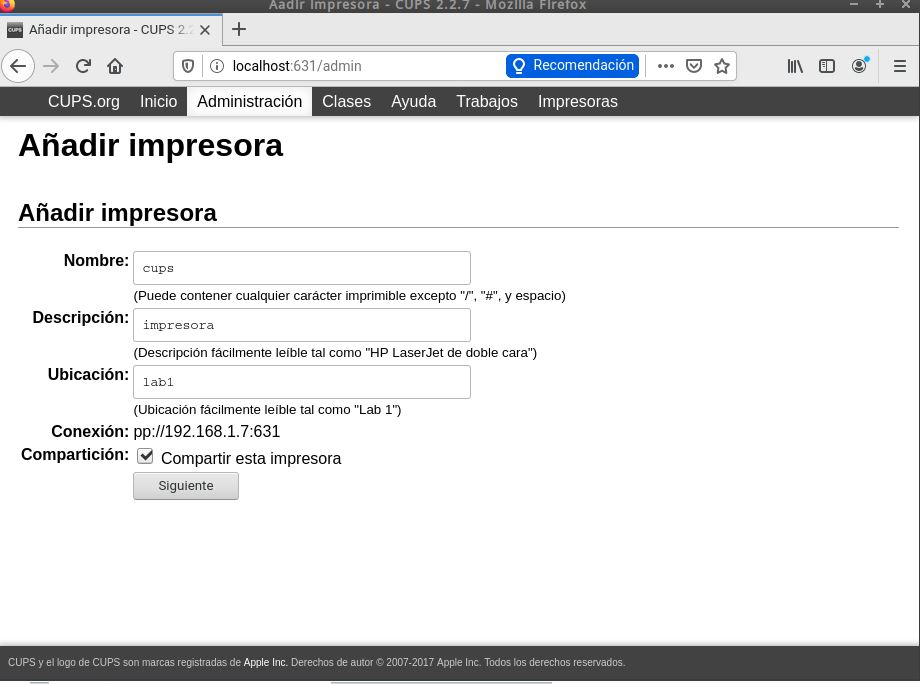 Aadir impresora - CUPS 2.2.7 - Mozilla Firefox
CUPS Añadir impresora - CUPS 2.2
localhost:631/admin Recomendación
CUPS.org Inicio Administración Clases Ayuda Trabajos Impresoras
Añadir impresora
Añadir impresora
Nombre: cups
(Puede contener cualquier carácter imprimible excepto "/", "#", y espacio)
Descripción: impresora
(Descripción fácilmente leíble tal como "HP LaserJet de doble cara")
Ubicación: lab1
(Ubicación fácilmente leíble tal como "Lab 1")
Conexión: pp://192.168.1.7:631
Compartición: Compartir esta impresora
Siguiente
CUPS y el logo de CUPS son marcas registradas de Apple Inc. Derechos de autor © 2007-2017 Apple Inc. Todos los derechos reservados.